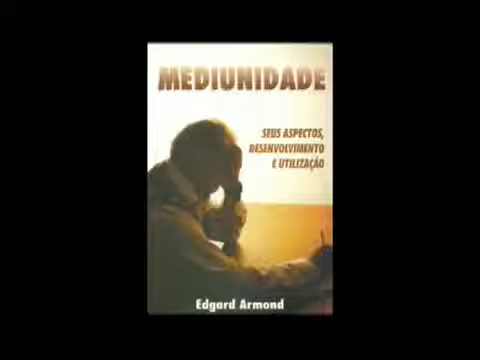 MEDIUNIDADE
SEUS ASPECTOS,
DESENVOLVIMENTO
E UTILIZAÇÃO
Edgard Armond